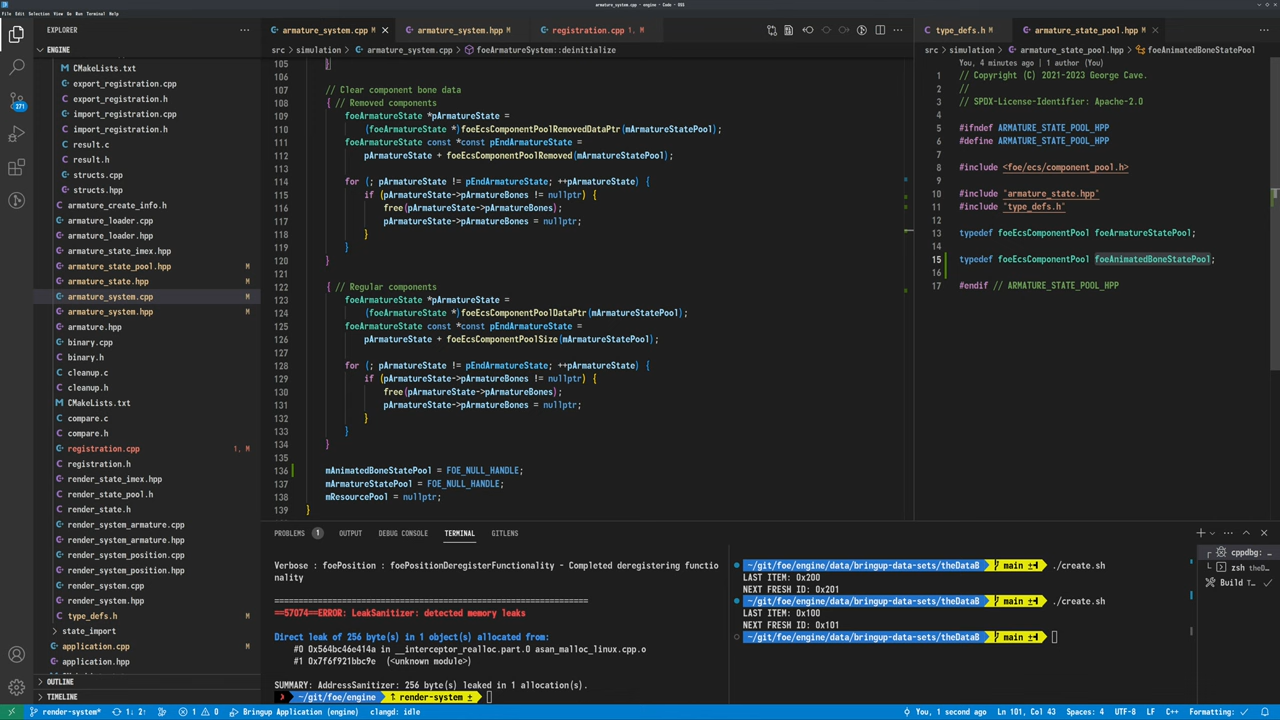 armature_system.cpp - engine - Code - OSS
File Edit Selection View Go Run Terminal Help
EXPLORER
ENGINE
CMakeLists.txt
export_registration.cpp
export_registration.h
import_registration.cpp
import_registration.h
result.c
result.h
structs.cpp
structs.hpp
armature_create_info.h
armature_loader.cpp
armature_loader.hpp
armature_state_imex.hpp
armature_state_pool.hpp M
armature_state.hpp M
armature_system.cpp M
armature_system.hpp M
armature.hpp
binary.cpp
binary.h
cleanup.c
cleanup.h
CMakeLists.txt
compare.c
compare.h
registration.cpp 1, M
registration.h
render_state_imex.hpp
render_state_pool.h
render_state.h
render_system_armature.cpp
render_system_armature.hpp
render_system_position.cpp
render_system_position.hpp
render_system.cpp
render_system.hpp
type_defs.h M
state_import
application.cpp M
application.hpp
OUTLINE
TIMELINE
271
armature_system.cpp M armature_system.hpp M registration.cpp 1, M
src > simulation > armature_system.cpp > foeArmatureSystem::deinitialize
105 }
106
107 // Clear component bone data
108 { // Removed components
109 foeArmatureState *pArmatureState =
110 (foeArmatureState *)foeEcsComponentPoolRemovedDataPtr(mArmatureStatePool);
111 foeArmatureState const *const pEndArmatureState =
112 pArmatureState + foeEcsComponentPoolRemoved(mArmatureStatePool);
113
114 for (; pArmatureState != pEndArmatureState; ++pArmatureState) {
115 if (pArmatureState->pArmatureBones != nullptr) {
116 free(pArmatureState->pArmatureBones);
117 pArmatureState->pArmatureBones = nullptr;
118 }
119 }
120 }
121
122 { // Regular components
123 foeArmatureState *pArmatureState =
124 (foeArmatureState *)foeEcsComponentPoolDataPtr(mArmatureStatePool);
125 foeArmatureState const *const pEndArmatureState =
126 pArmatureState + foeEcsComponentPoolSize(mArmatureStatePool);
127
128 for (; pArmatureState != pEndArmatureState; ++pArmatureState) {
129 if (pArmatureState->pArmatureBones != nullptr) {
130 free(pArmatureState->pArmatureBones);
131 pArmatureState->pArmatureBones = nullptr;
132 }
133 }
134 }
135
136 mAnimatedBoneStatePool = FOE_NULL_HANDLE;
137 mArmatureStatePool = FOE_NULL_HANDLE;
138 mResourcePool = nullptr;
139 }
type_defs.h M armature_state_pool.hpp M
src > simulation > armature_state_pool.hpp > foeAnimatedBoneStatePool
You, 4 minutes ago | 1 author (You)
1 // Copyright (C) 2021-2023 George Cave.
2 //
3 // SPDX-License-Identifier: Apache-2.0
4
5 #ifndef ARMATURE_STATE_POOL_HPP
6 #define ARMATURE_STATE_POOL_HPP
7
8 #include <foe/ecs/component_pool.h>
9
10 #include "armature_state.hpp"
11 #include "type_defs.h"
12
13 typedef foeEcsComponentPool foeArmatureStatePool;
14
15 typedef foeEcsComponentPool foeAnimatedBoneStatePool;
16
17 #endif // ARMATURE_STATE_POOL_HPP
PROBLEMS 1 OUTPUT DEBUG CONSOLE TERMINAL GITLENS
Verbose : foePosition : foePositionDeregisterFunctionality - Completed deregistering functio
nality
=================================================================
==57074==ERROR: LeakSanitizer: detected memory leaks
Direct leak of 256 byte(s) in 1 object(s) allocated from:
#0 0x564bc46e414a in __interceptor_realloc.part.0 asan_malloc_linux.cpp.o
#1 0x7f6f921bbc9e (<unknown module>)
SUMMARY: AddressSanitizer: 256 byte(s) leaked in 1 allocation(s).
~/git/foe/engine render-system ±
~/git/foe/engine/data/bringup-data-sets/theDataB main ± ./create.sh
LAST ITEM: 0x200
NEXT FRESH ID: 0x201
~/git/foe/engine/data/bringup-data-sets/theDataB main ± ./create.sh
LAST ITEM: 0x100
NEXT FRESH ID: 0x101
~/git/foe/engine/data/bringup-data-sets/theDataB main ±
cppdbg: ...
zsh theD...
Build T...
render-system* 1↓ 2↑ 1 0 Bringup Application (engine) clangd: idle
You, 1 second ago Ln 101, Col 43 Spaces: 4 UTF-8 LF C++ Formatting: ✓